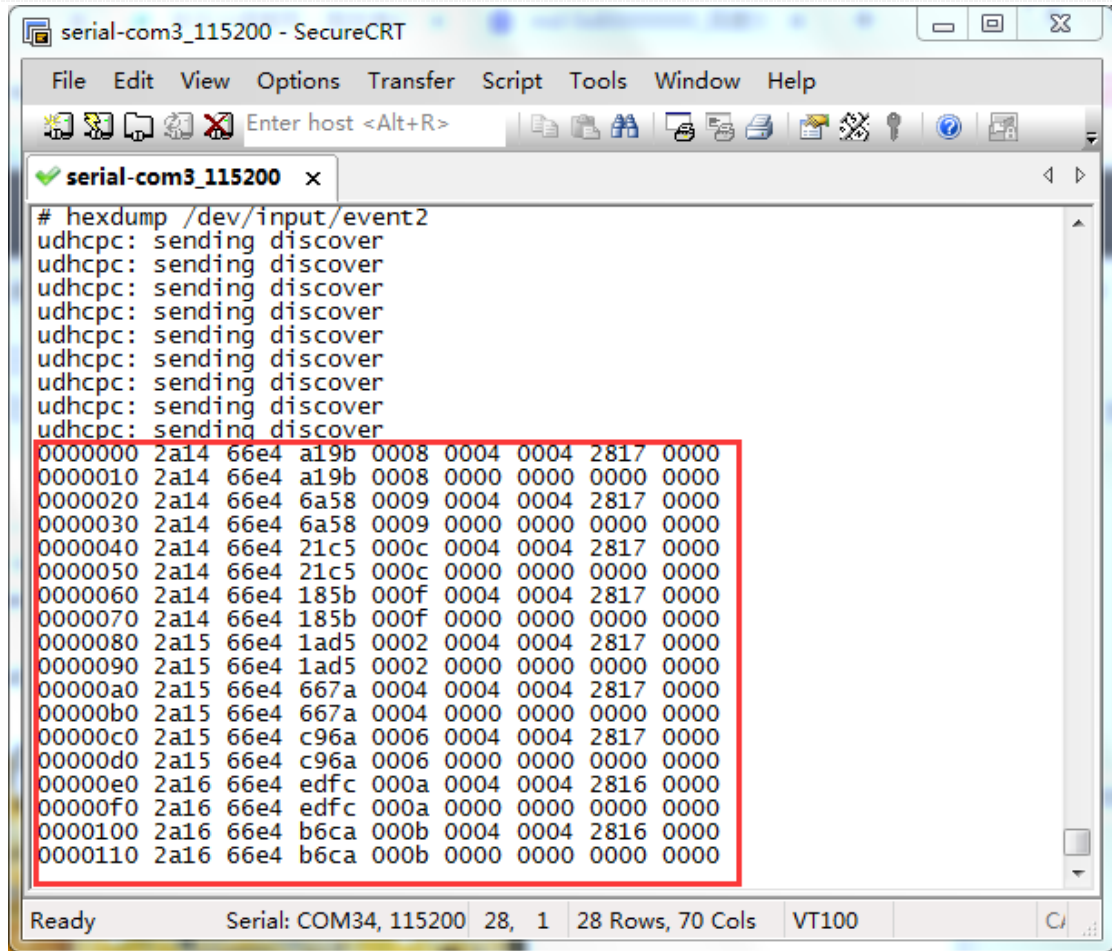 serial-com3_115200 - SecureCRT
File Edit View Options Transfer Script Tools Window Help
Enter host <Alt+R>
serial-com3_115200 x
# hexdump /dev/input/event2
udhcpc: sending discover
udhcpc: sending discover
udhcpc: sending discover
udhcpc: sending discover
udhcpc: sending discover
udhcpc: sending discover
udhcpc: sending discover
udhcpc: sending discover
udhcpc: sending discover
0000000 2a14 66e4 a19b 0008 0004 0004 2817 0000
0000010 2a14 66e4 a19b 0008 0000 0000 0000 0000
0000020 2a14 66e4 6a58 0009 0004 0004 2817 0000
0000030 2a14 66e4 6a58 0009 0000 0000 0000 0000
0000040 2a14 66e4 21c5 000c 0004 0004 2817 0000
0000050 2a14 66e4 21c5 000c 0000 0000 0000 0000
0000060 2a14 66e4 185b 000f 0004 0004 2817 0000
0000070 2a14 66e4 185b 000f 0000 0000 0000 0000
0000080 2a15 66e4 1ad5 0002 0004 0004 2817 0000
0000090 2a15 66e4 1ad5 0002 0000 0000 0000 0000
00000a0 2a15 66e4 667a 0004 0004 0004 2817 0000
00000b0 2a15 66e4 667a 0004 0000 0000 0000 0000
00000c0 2a15 66e4 c96a 0006 0004 0004 2817 0000
00000d0 2a15 66e4 c96a 0006 0000 0000 0000 0000
00000e0 2a16 66e4 edfc 000a 0004 0004 2816 0000
00000f0 2a16 66e4 edfc 000a 0000 0000 0000 0000
0000100 2a16 66e4 b6ca 000b 0004 0004 2816 0000
0000110 2a16 66e4 b6ca 000b 0000 0000 0000 0000
Ready Serial: COM34, 115200 28, 1 28 Rows, 70 Cols VT100